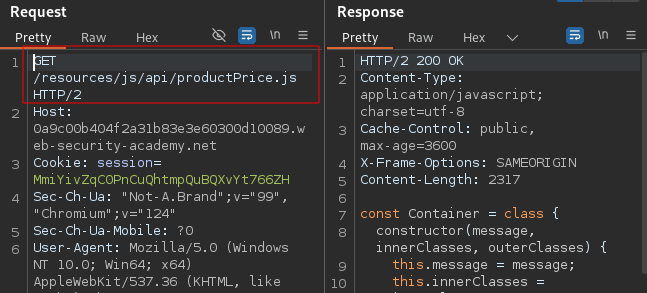 Request
Pretty Raw Hex \n
1 GET
/resources/js/api/productPrice.js
HTTP/2
2 Host:
0a9c00b404f2a31b83e3e60300d10089.w
eb-security-academy.net
3 Cookie: session=
MmiYivZqC0PnCuQhtmpQuBQXvYt766ZH
4 Sec-Ch-Ua: "Not-A.Brand";v="99",
"Chromium";v="124"
5 Sec-Ch-Ua-Mobile: ?0
6 User-Agent: Mozilla/5.0 (Windows
NT 10.0; Win64; x64)
AppleWebKit/537.36 (KHTML, like
Response
Pretty Raw Hex \n
1 HTTP/2 200 OK
2 Content-Type:
application/javascript;
charset=utf-8
3 Cache-Control: public,
max-age=3600
4 X-Frame-Options: SAMEORIGIN
5 Content-Length: 2317
6
7 const Container = class {
8 constructor(message,
innerClasses, outerClasses) {
9 this.message = message;
10 this.innerClasses =